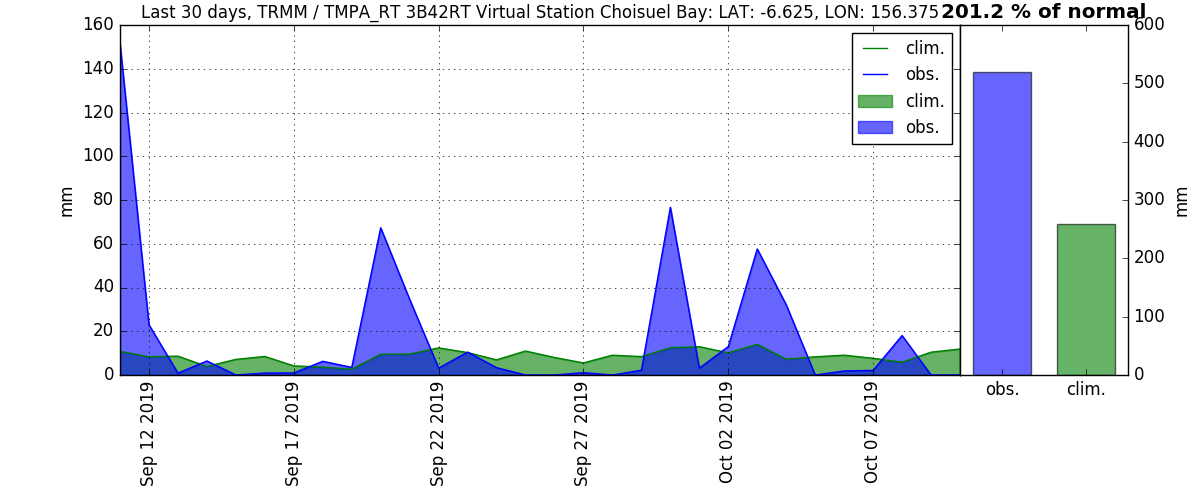 Last 30 days, TRMM / TMPA_RT 3B42RT Virtual Station Choisuel Bay: LAT: -6.625, LON: 156.375
201.2 % of normal
160
140
120
100
80
60
40
20
0
mm
clim.
obs.
clim.
obs.
Sep 12 2019
Sep 17 2019
Sep 22 2019
Sep 27 2019
Oct 02 2019
Oct 07 2019
600
500
400
300
200
100
0
mm
obs.
clim.